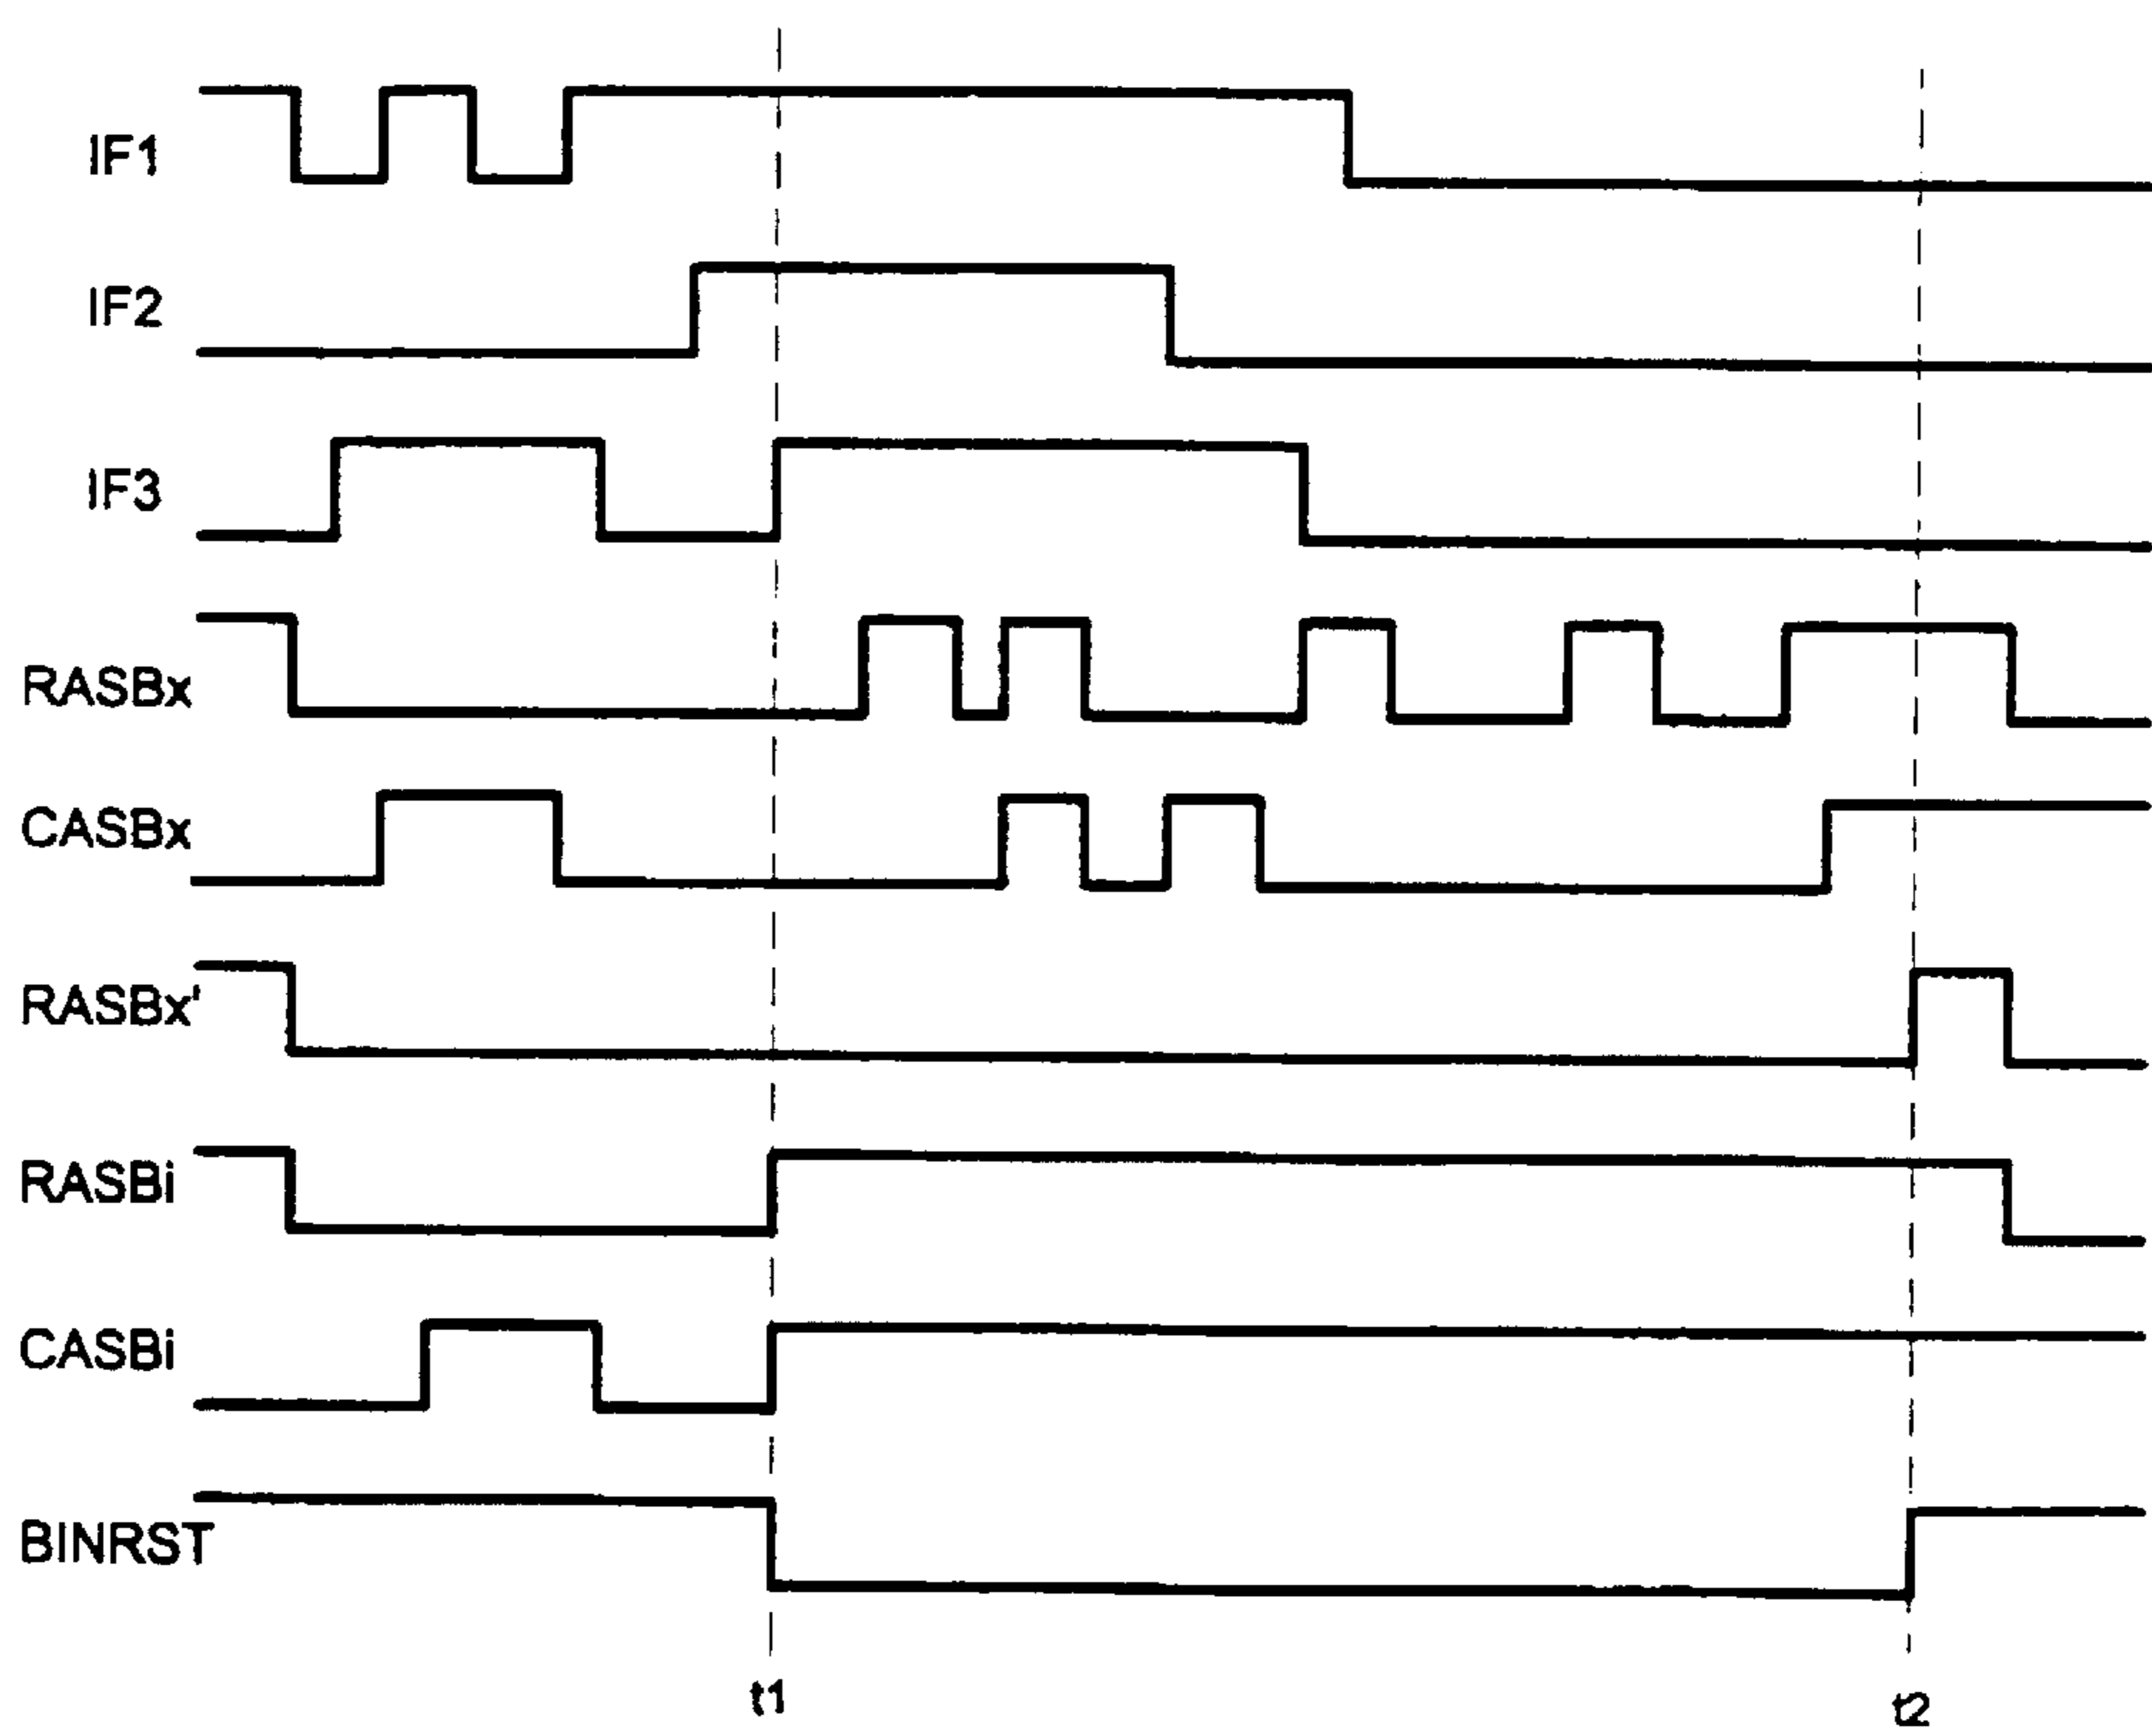 IF1
IF2
IF3
RASBx
CASBx
RASBx'
RASBi
CASBi
BINRST
t1 t2